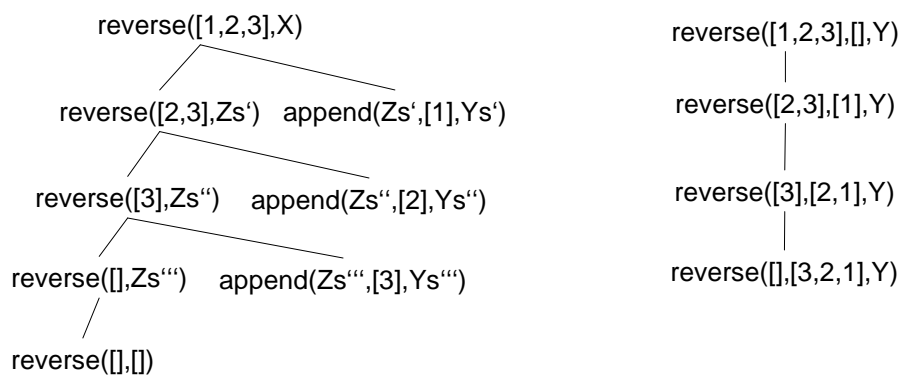 reverse([1,2,3],X)
reverse([2,3],Zs‘) append(Zs‘,[1],Ys‘)
reverse([3],Zs‘‘) append(Zs‘‘,[2],Ys‘‘)
reverse([],Zs‘‘‘) append(Zs‘‘‘,[3],Ys‘‘‘)
reverse([],[])
reverse([1,2,3],[],Y)
reverse([2,3],[1],Y)
reverse([3],[2,1],Y)
reverse([],[3,2,1],Y)